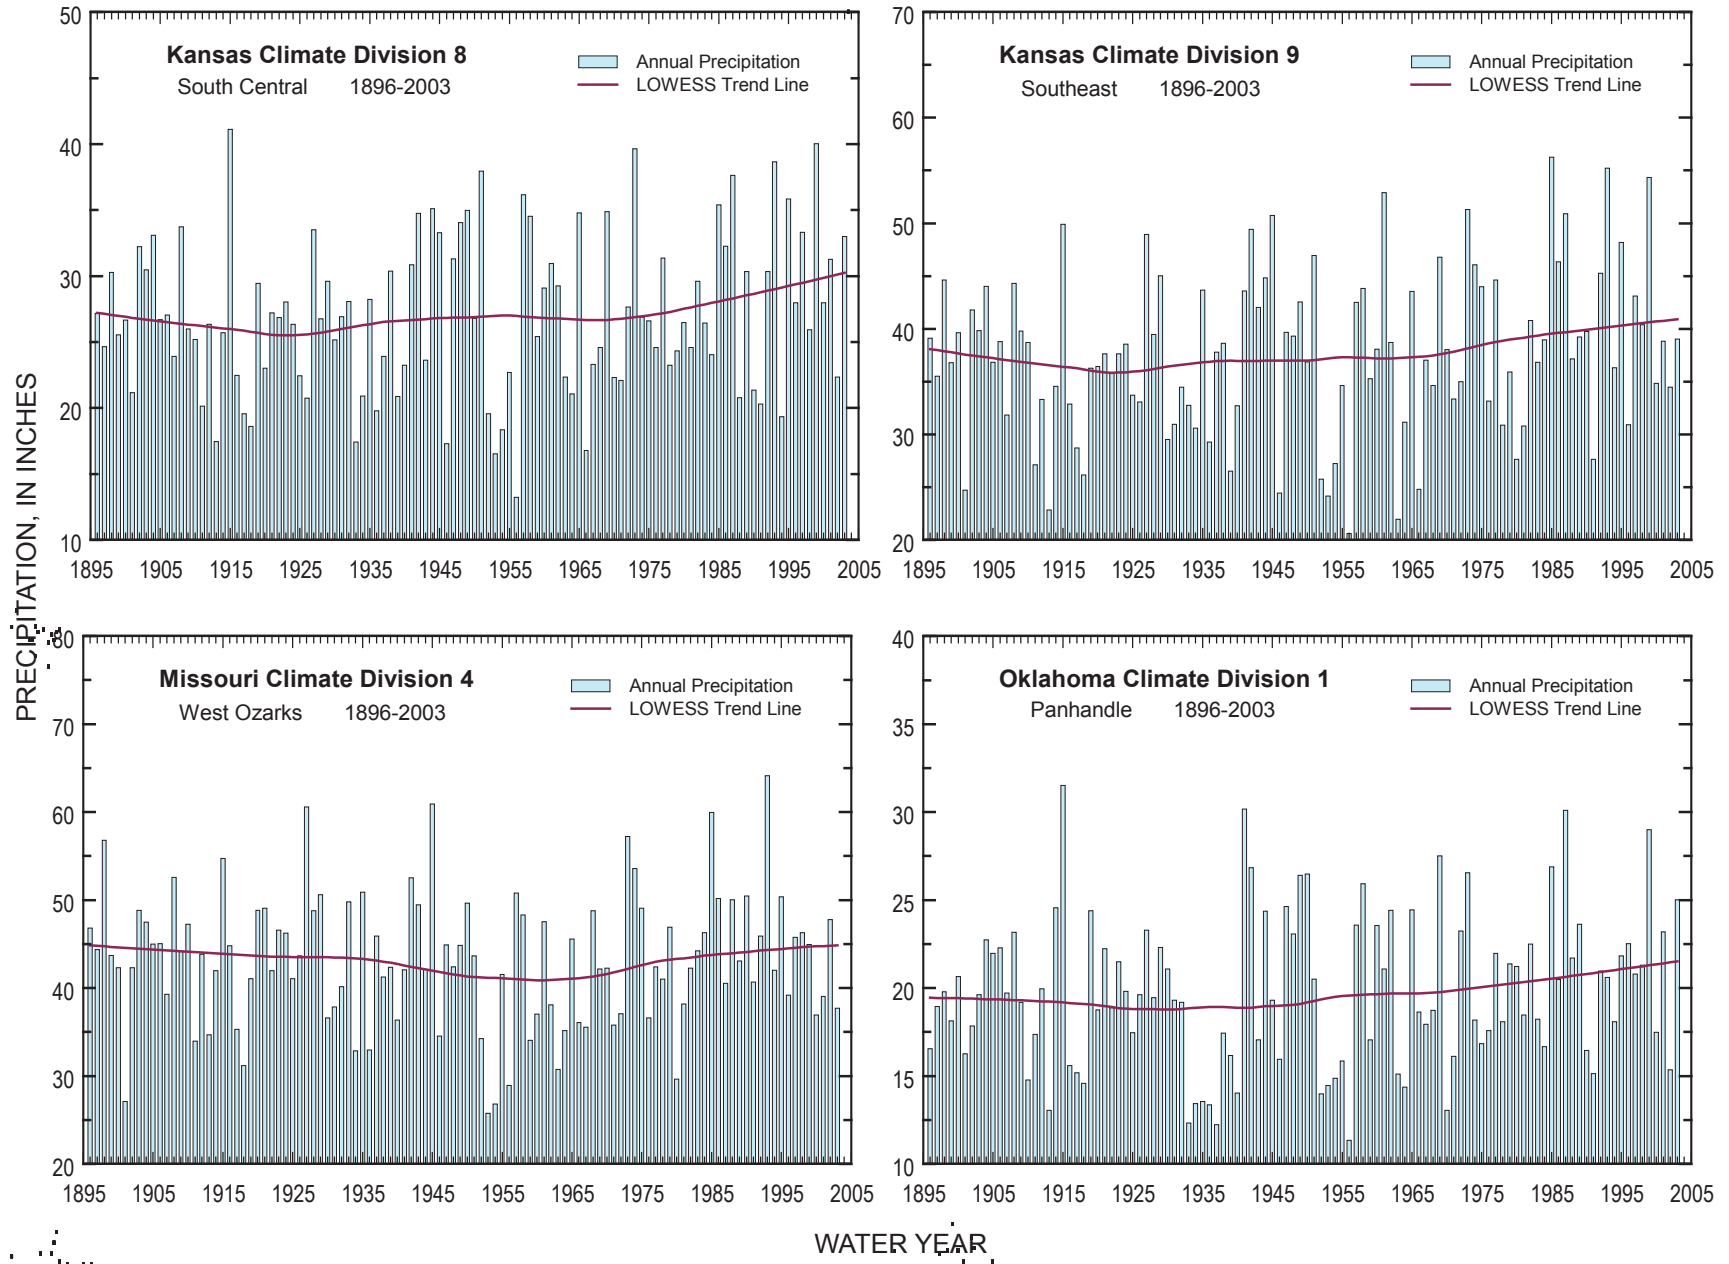 PRECIPITATION, IN INCHES
Kansas Climate Division 8
South Central 1896-2003
Annual Precipitation
LOWESS Trend Line
50
40
30
20
10
1895 1905 1915 1925 1935 1945 1955 1965 1975 1985 1995 2005
Kansas Climate Division 9
Southeast 1896-2003
Annual Precipitation
LOWESS Trend Line
70
60
50
40
30
20
1895 1905 1915 1925 1935 1945 1955 1965 1975 1985 1995 2005
Missouri Climate Division 4
West Ozarks 1896-2003
Annual Precipitation
LOWESS Trend Line
80
70
60
50
40
30
20
1895 1905 1915 1925 1935 1945 1955 1965 1975 1985 1995 2005
Oklahoma Climate Division 1
Panhandle 1896-2003
Annual Precipitation
LOWESS Trend Line
40
35
30
25
20
15
10
1895 1905 1915 1925 1935 1945 1955 1965 1975 1985 1995 2005
WATER YEAR